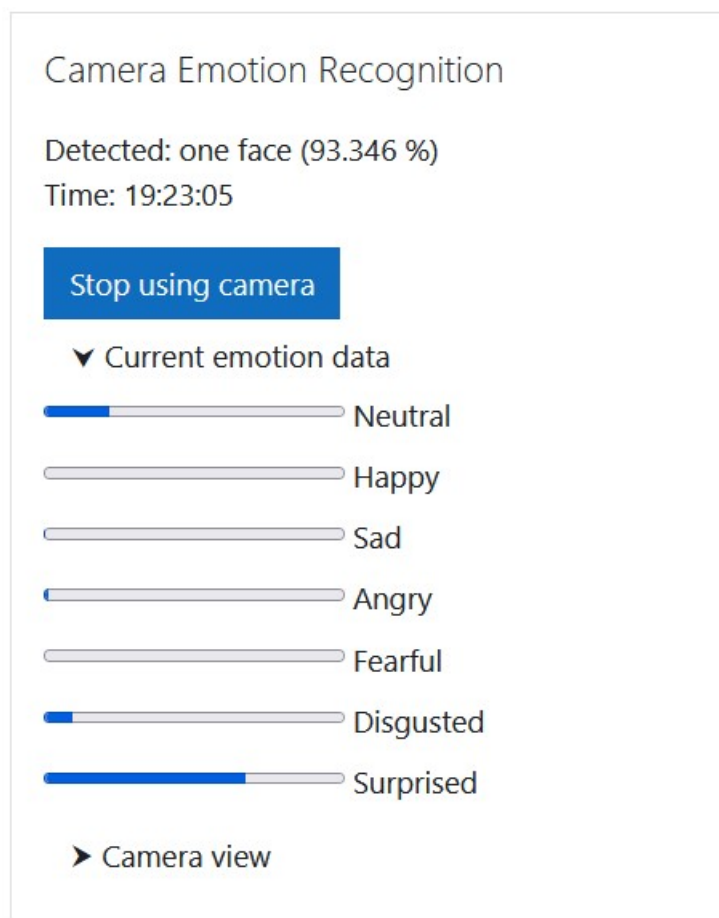 Camera Emotion Recognition
Detected: one face (93.346 %)
Time: 19:23:05
Stop using camera
Current emotion data
Neutral
Happy
Sad
Angry
Fearful
Disgusted
Surprised
Camera view